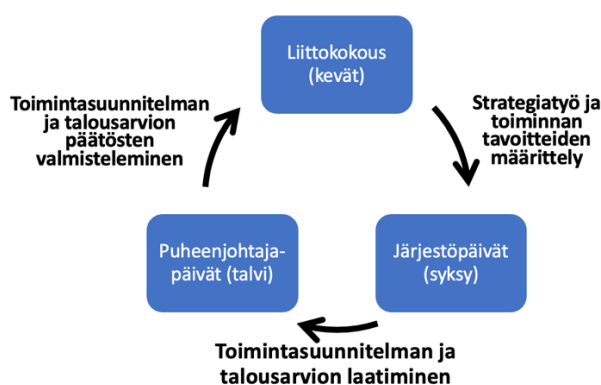 Liittokokous
(kevät)
Toimintasuunnitelman
ja talousarvion
päätösten
valmisteleminen
Strategiatyö ja
toiminnan
tavoitteiden
määrittely
Puheenjohtaja-
päivät (talvi)
Järjestöpäivät
(syksy)
Toimintasuunnitelman ja
talousarvion laatiminen